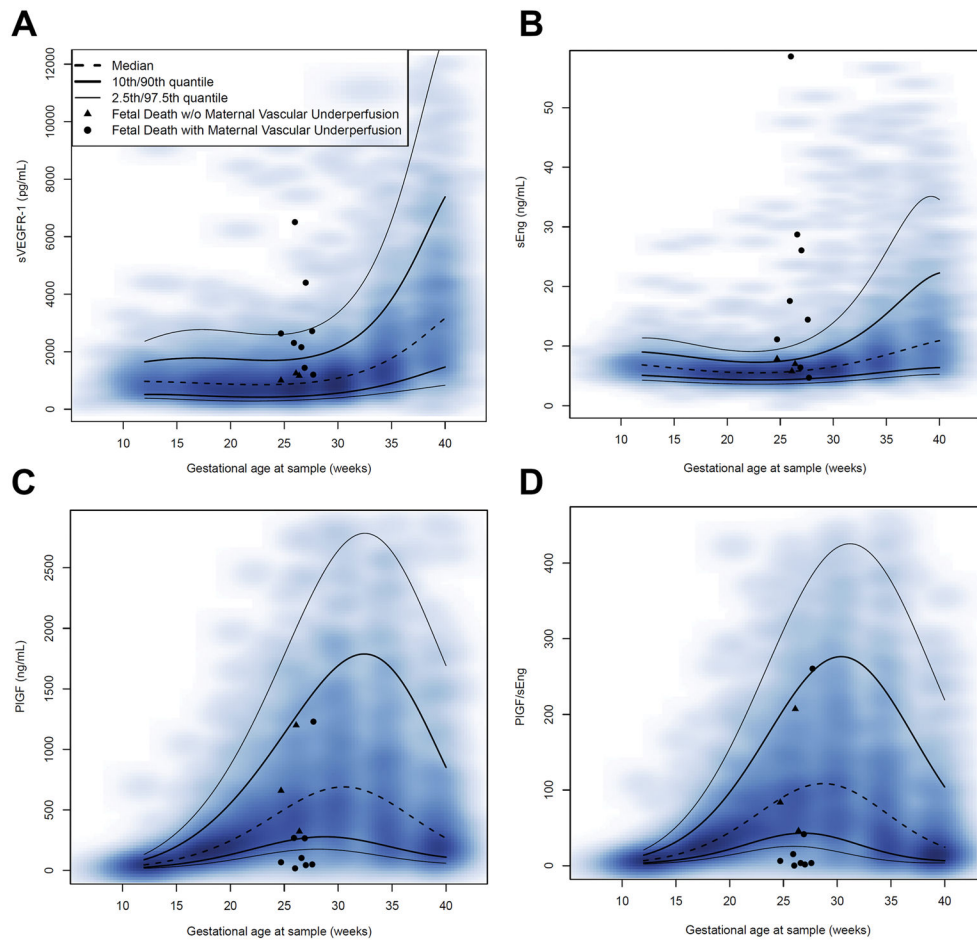 A
Median
10th/90th quantile
2.5th/97.5th quantile
Fetal Death w/o Maternal Vascular Underperfusion
Fetal Death with Maternal Vascular Underperfusion
sVEGFR-1 (pg/mL)
0
2000
4000
6000
8000
10000
12000
10 15 20 25 30 35 40
Gestational age at sample (weeks)
B
sEng (ng/mL)
0
10
20
30
40
50
10 15 20 25 30 35 40
Gestational age at sample (weeks)
C
PlGF (ng/mL)
0
500
1000
1500
2000
2500
10 15 20 25 30 35 40
Gestational age at sample (weeks)
D
PlGF/sEng
0
100
200
300
400
10 15 20 25 30 35 40
Gestational age at sample (weeks)